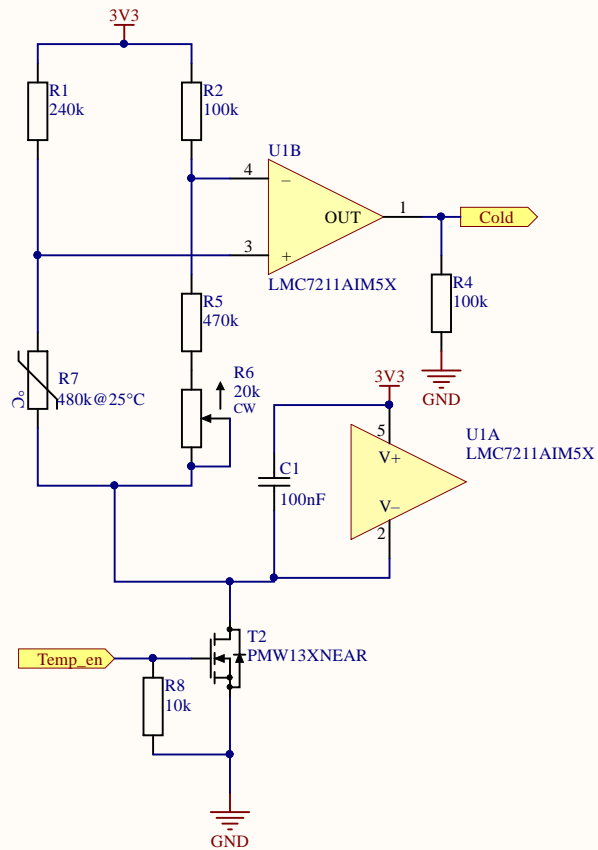 3V3
R1
240k
R2
100k
U1B
4
−
OUT
1
Cold
3
+
LMC7211AIM5X
R4
100k
GND
R5
470k
R7
480k@25°C
°C
R6
20k
CW
3V3
5
V+
U1A
LMC7211AIM5X
C1
100nF
V−
2
T2
PMW13XNEAR
Temp_en
R8
10k
GND